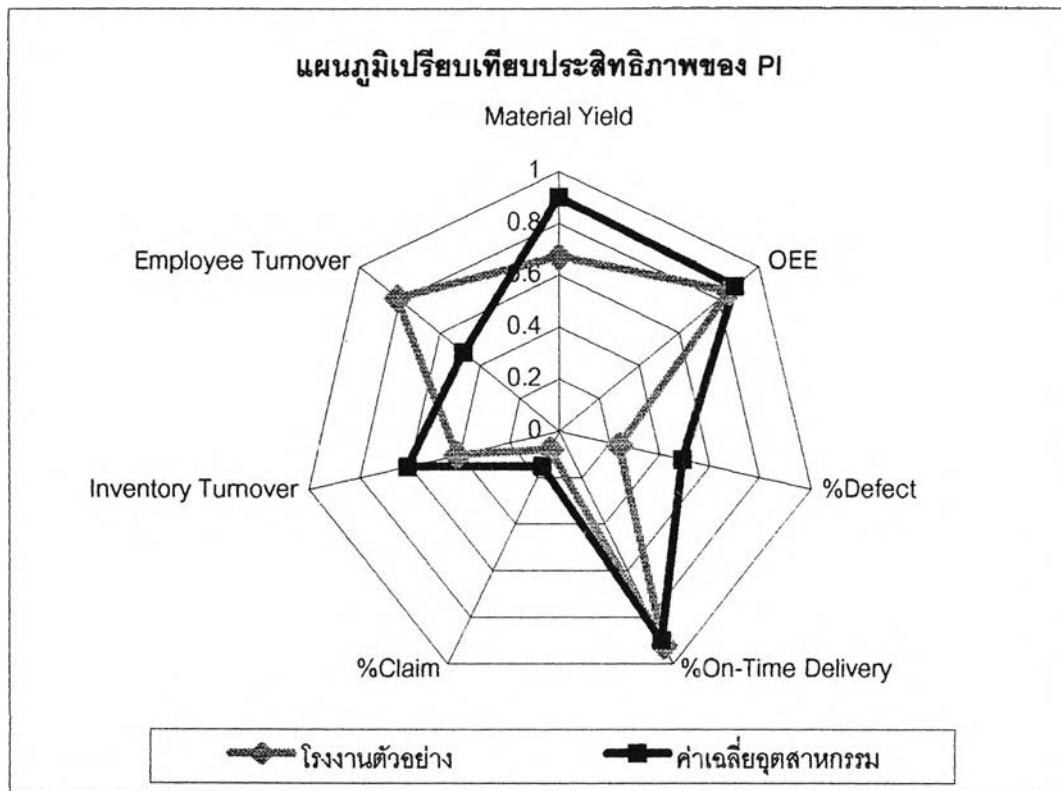 แผนภูมิเปรียบเทียบประสิทธิภาพของ PI
Material Yield
1
0.8
0.6
0.4
0.2
0
OEE
%Defect
%On-Time Delivery
%Claim
Inventory Turnover
Employee Turnover
โรงงานตัวอย่าง
ค่าเฉลี่ยอุตสาหกรรม